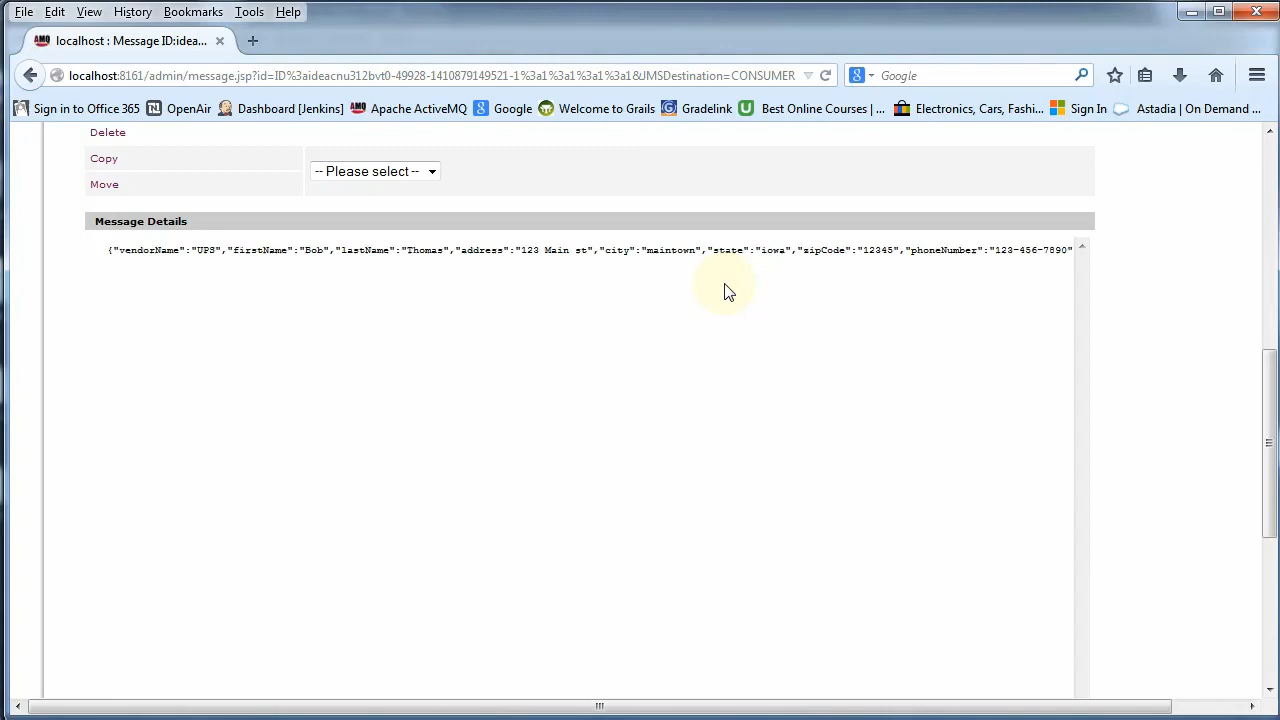 File Edit View History Bookmarks Tools Help
localhost : Message ID:idea...
localhost:8161/admin/message.jsp?id=ID%3aideacnu312bvt0-49928-1410879149521-1%3a1%3a1%3a1%3a1&JMSDestination=CONSUMER
Google
Sign in to Office 365 OpenAir Dashboard [Jenkins] Apache ActiveMQ Google Welcome to Grails Gradelink Best Online Courses | ... Electronics, Cars, Fashi... Sign In Astadia | On Demand ...
Delete
Copy
-- Please select --
Move
Message Details
{"vendorName":"UPS","firstName":"Bob","lastName":"Thomas","address":"123 Main st","city":"maintown","state":"iowa","zipCode":"12345","phoneNumber":"123-456-7890"